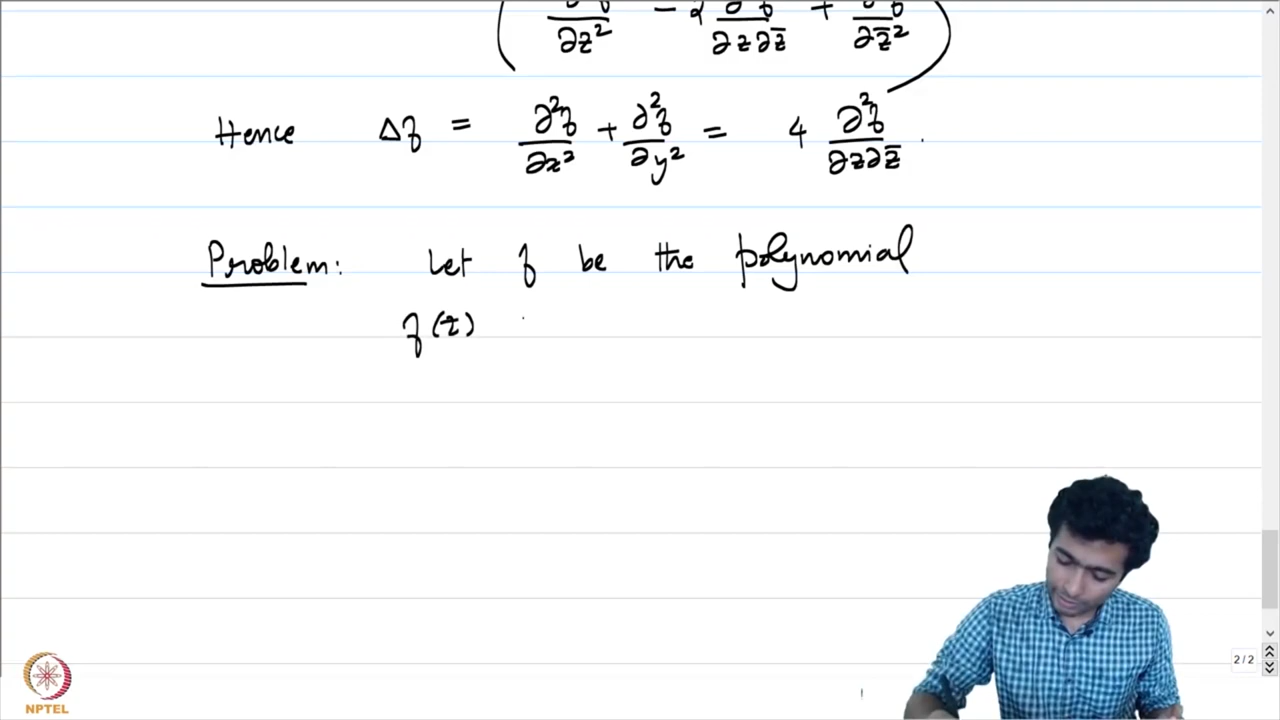 ∂z² − 2 ∂z∂z̄ + ∂z̄²
Hence Δf = ∂²f/∂x² + ∂²f/∂y² = 4 ∂²f/∂z∂z̄ .
Problem: Let f be the polynomial
f(z)
2 / 2
NPTEL